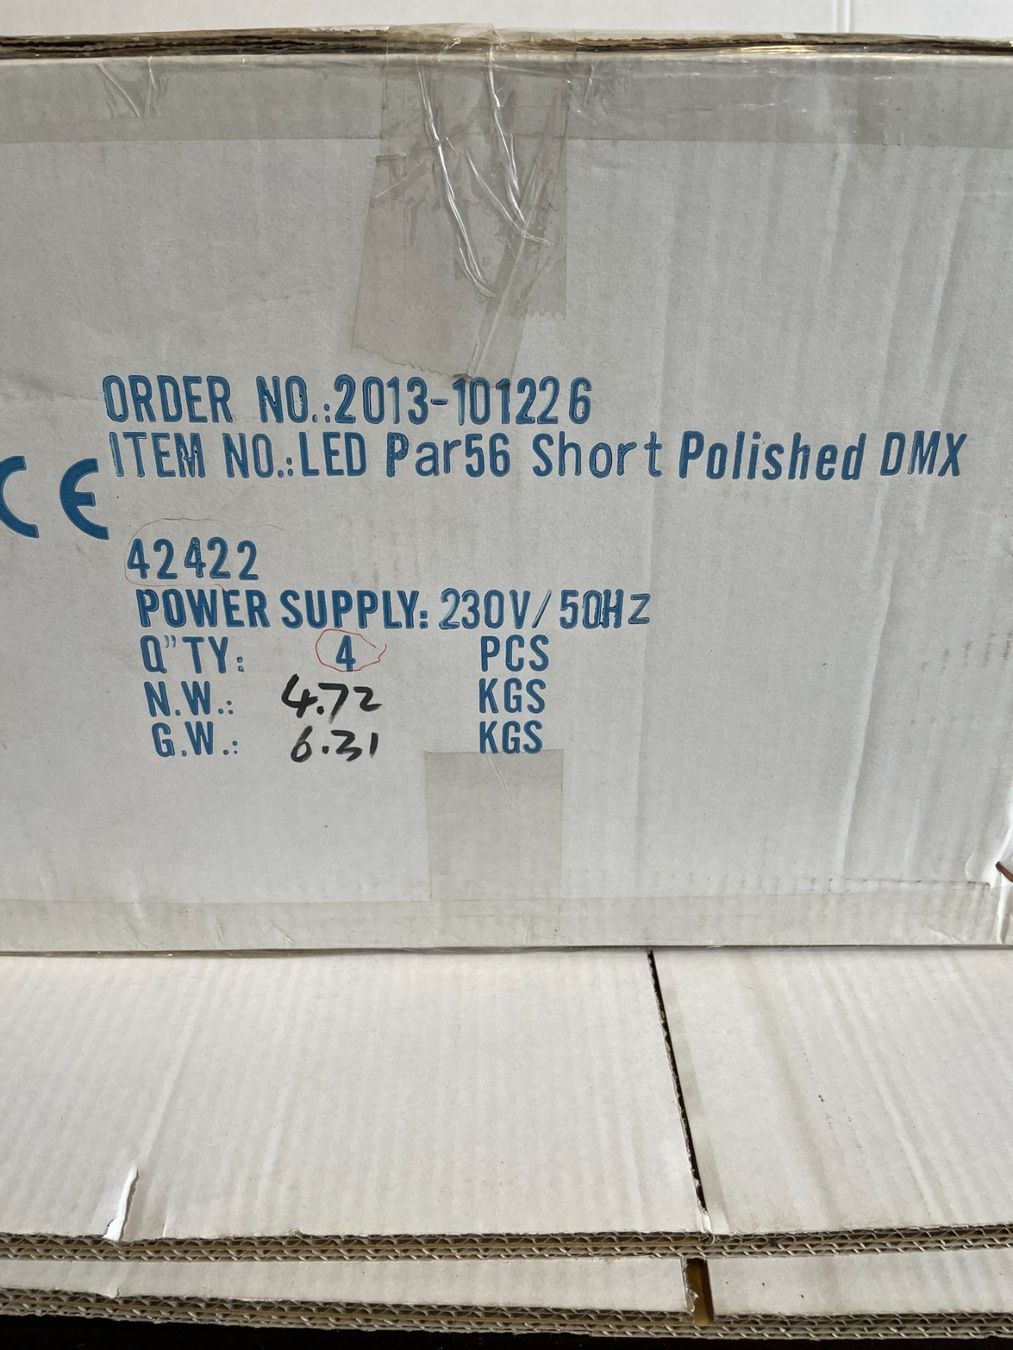 ORDER NO.:2013-101226
ITEM NO.:LED Par56 Short Polished DMX
CE
42422
POWER SUPPLY: 230V/50HZ
Q"TY: 4 PCS
N.W.: 4.72 KGS
G.W.: 6.31 KGS